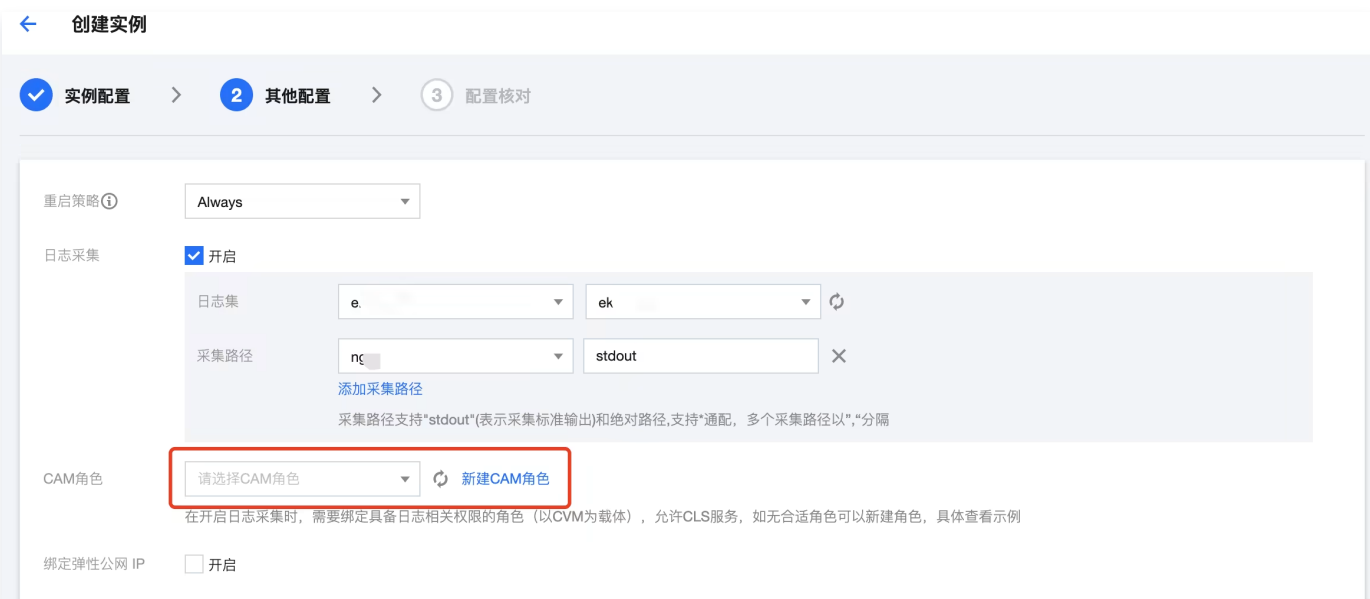 创建实例
实例配置 2 其他配置 3 配置核对
重启策略 Always
日志采集 开启
日志集 ek
采集路径 stdout
添加采集路径
采集路径支持"stdout"(表示采集标准输出)和绝对路径,支持*通配，多个采集路径以”,“分隔
CAM角色 请选择CAM角色 新建CAM角色
在开启日志采集时，需要绑定具备日志相关权限的角色（以CVM为载体）, 允许CLS服务，如无合适角色可以新建角色，具体查看示例
绑定弹性公网 IP 开启